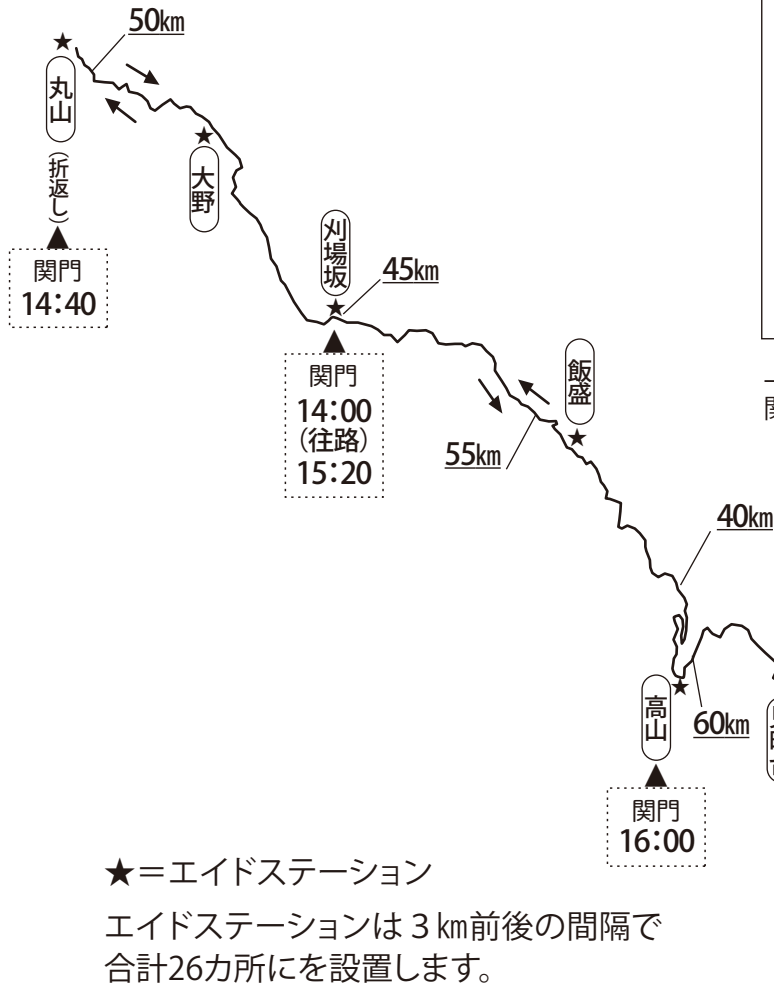 50km
丸山
(折返し)
関門
14:40
大野
刈場坂
45km
関門
14:00
(往路)
15:20
飯盛
55km
40km
高山
60km
関門
16:00
★=エイドステーション
エイドステーションは3㎞前後の間隔で
合計26カ所にを設置します。